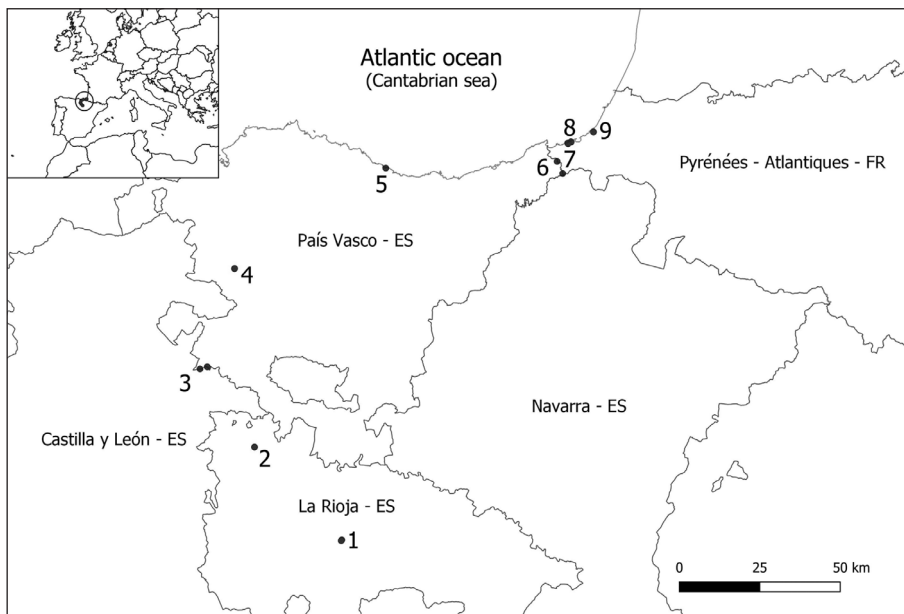 Atlantic ocean
(Cantabrian sea)
8
9
7
6
5
Pyrénées - Atlantiques - FR
País Vasco - ES
4
3
Navarra - ES
Castilla y León - ES
2
La Rioja - ES
1
0 25 50 km